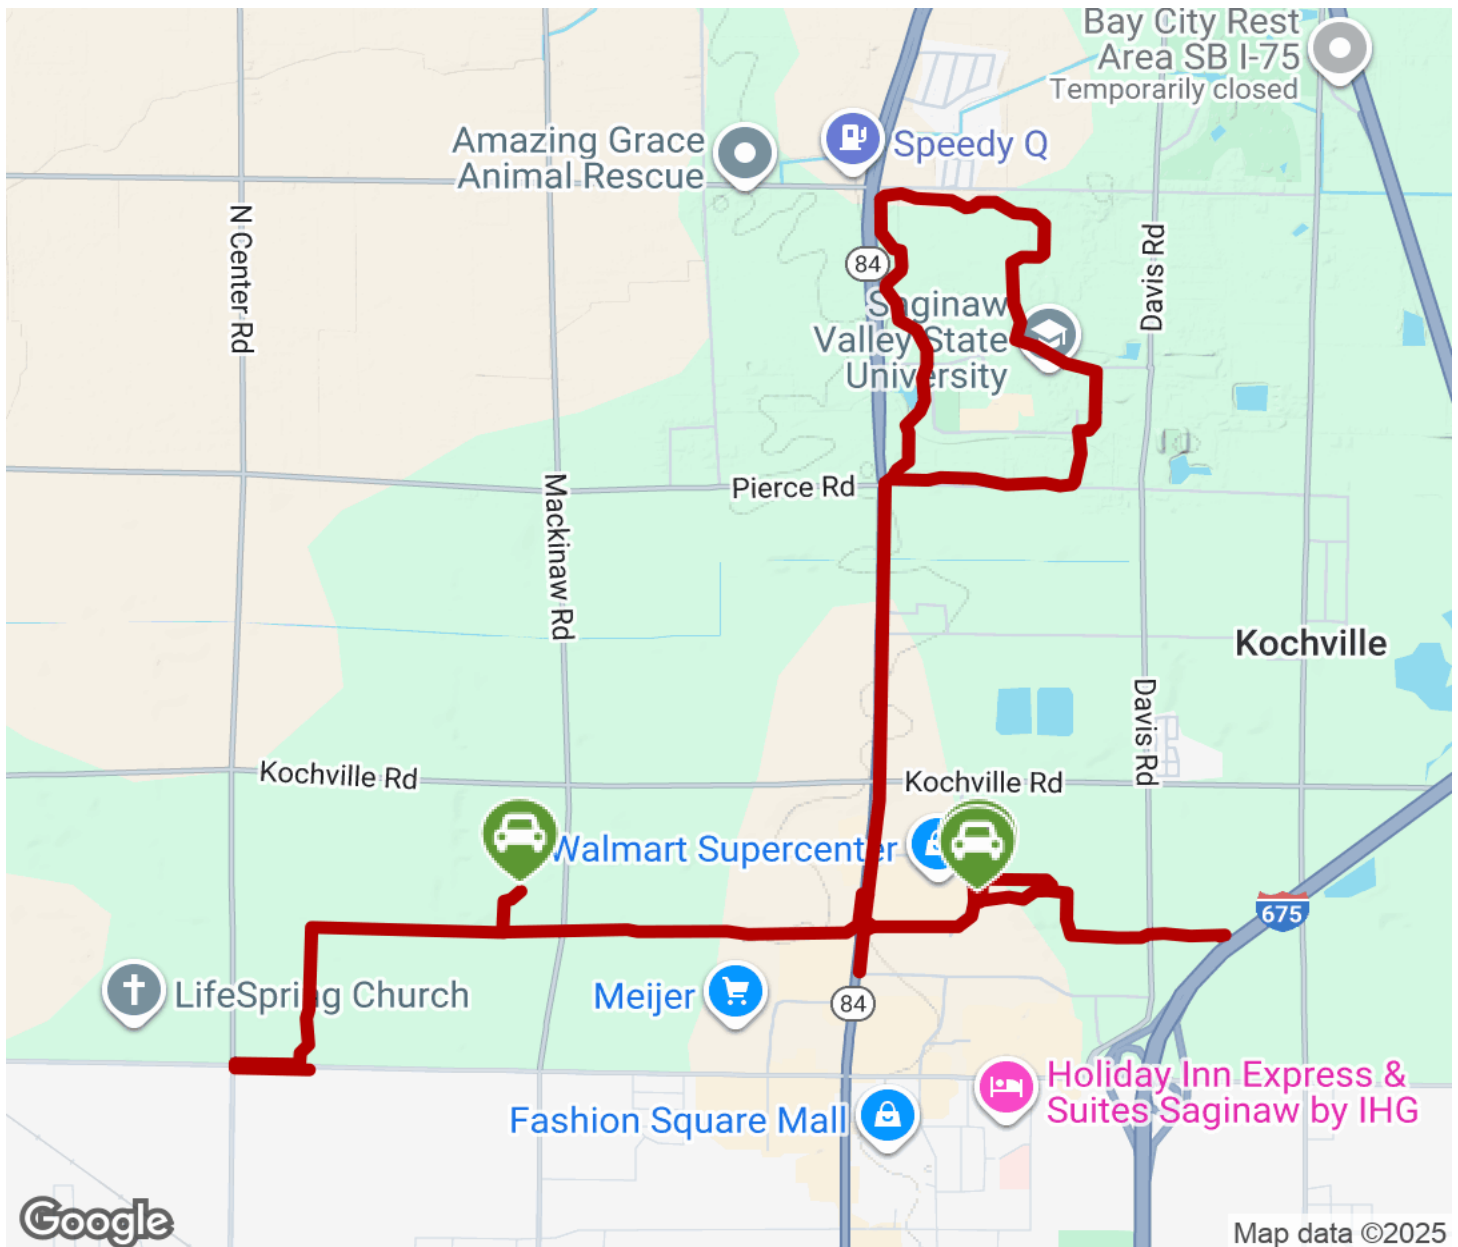 Bay City Rest
Area SB I-75
Temporarily closed
Amazing Grace
Animal Rescue
Speedy Q
N Center Rd
84
Davis Rd
Saginaw
Valley State
University
Pierce Rd
Mackinaw Rd
Kochville
Davis Rd
Kochville Rd
Kochville Rd
Walmart Supercenter
675
LifeSpring Church
Meijer
84
Holiday Inn Express &
Suites Saginaw by IHG
Fashion Square Mall
Google
Map data ©2025